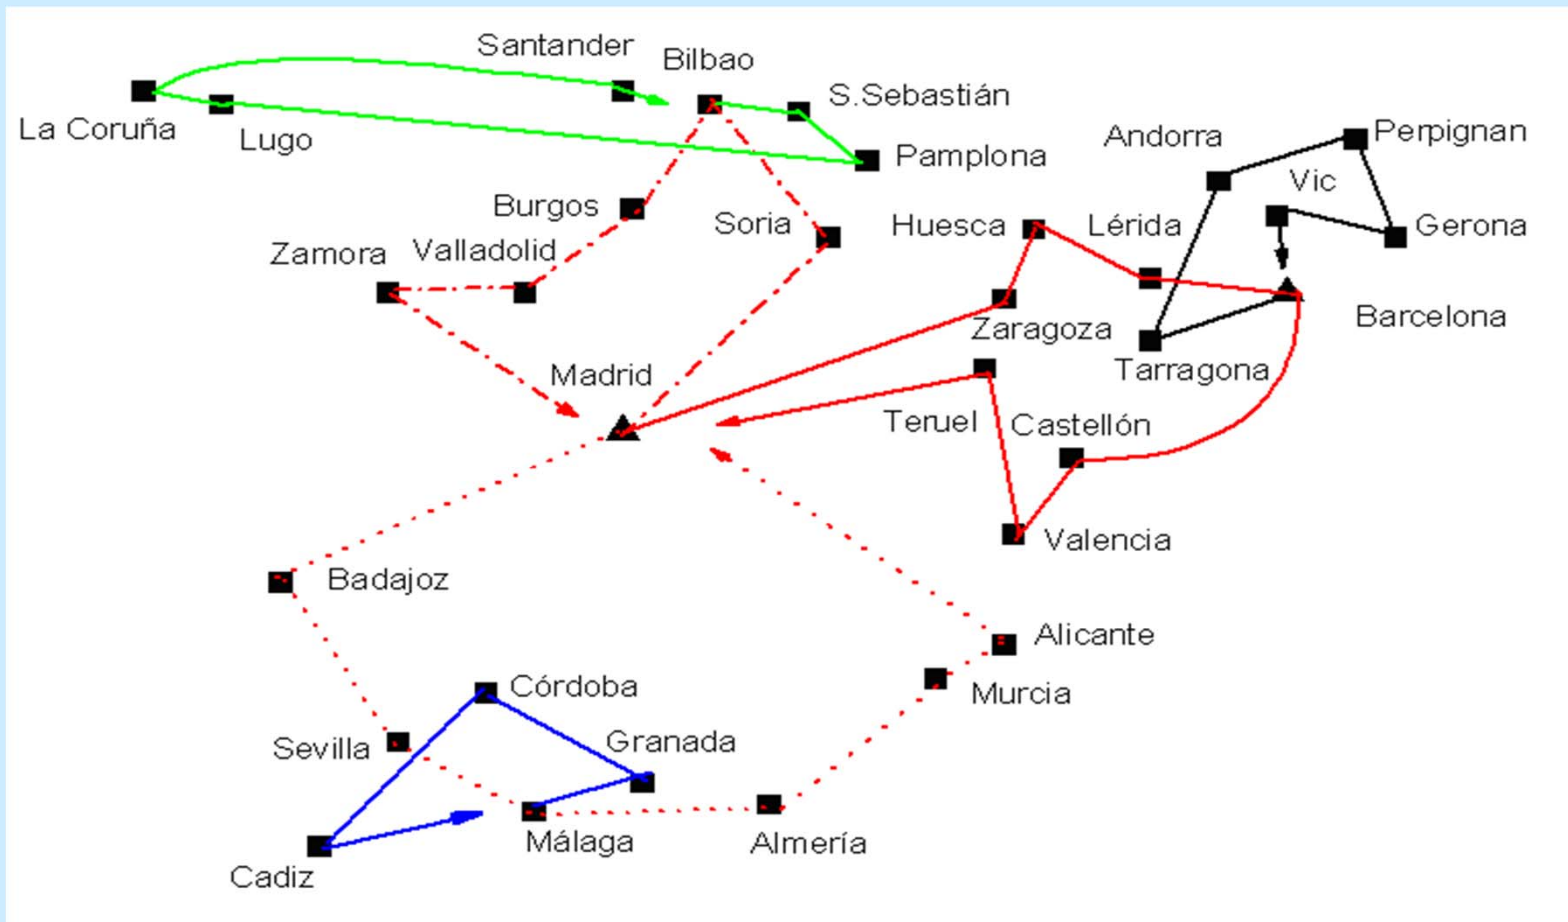 Santander
Bilbao
S.Sebastián
La Coruña
Lugo
Pamplona
Andorra
Perpignan
Vic
Burgos
Soria
Huesca
Lérida
Gerona
Zamora
Valladolid
Zaragoza
Barcelona
Madrid
Tarragona
Teruel
Castellón
Valencia
Badajoz
Alicante
Córdoba
Murcia
Sevilla
Granada
Málaga
Almería
Cadiz